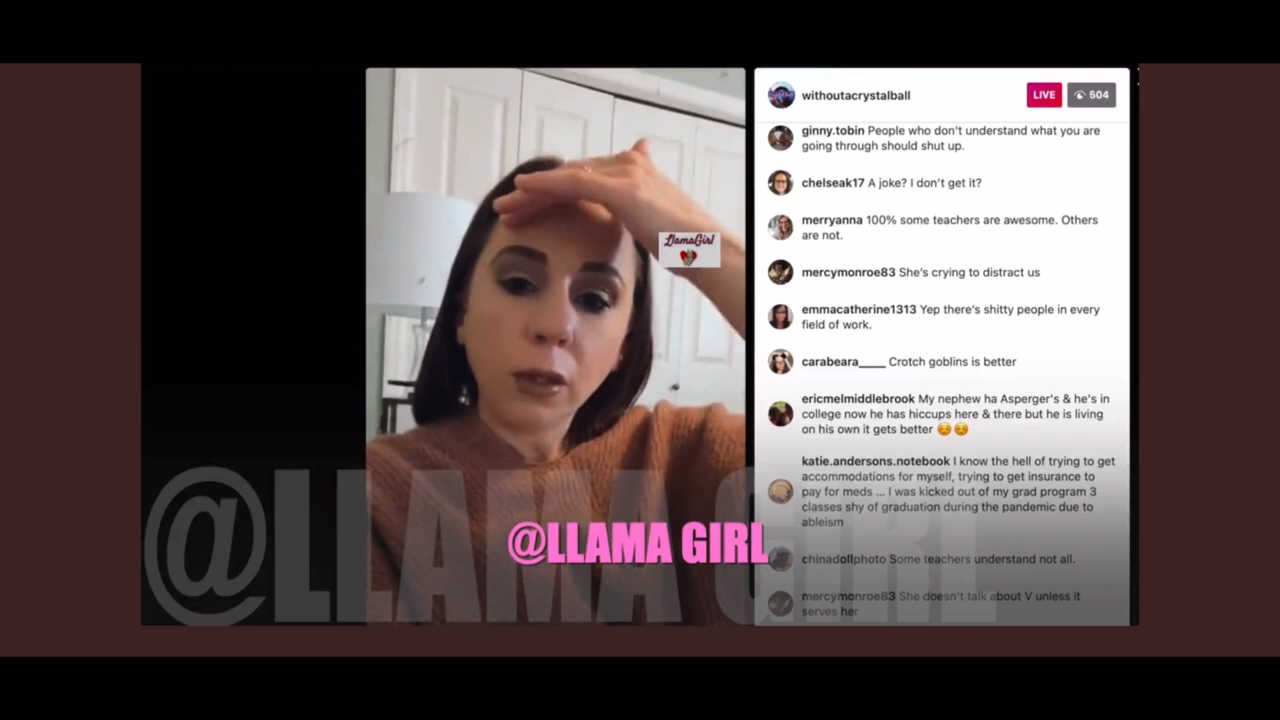 withoutacrystalball
LIVE
504
ginny.tobin People who don't understand what you are
going through should shut up.
chelseak17 A joke? I don't get it?
merryanna 100% some teachers are awesome. Others
are not.
mercymonroe83 She's crying to distract us
emmacatherine1313 Yep there's shitty people in every
field of work.
carabeara____ Crotch goblins is better
ericmelmiddlebrook My nephew ha Asperger's & he's in
college now he has hiccups here & there but he is living
on his own it gets better 😌😌
katie.andersons.notebook I know the hell of trying to get
accommodations for myself, trying to get insurance to
pay for meds ... I was kicked out of my grad program 3
classes shy of graduation during the pandemic due to
ableism
chinadollphoto Some teachers understand not all.
mercymonroe83 She doesn't talk about V unless it
serves her
LlamaGirl
@LLAMA GIRL
@LLAMA GIRL